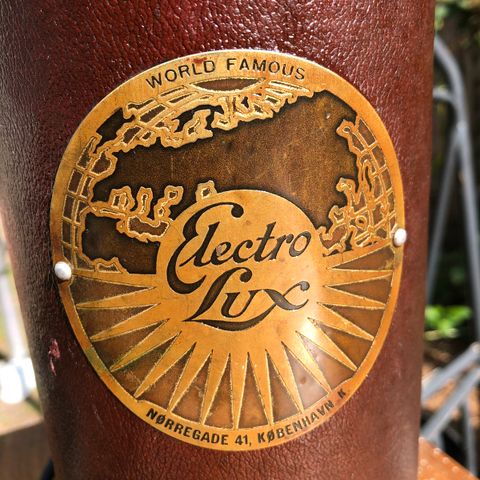 WORLD FAMOUS
Electro
Lux
NØRREGADE 41, KØBENHAVN K